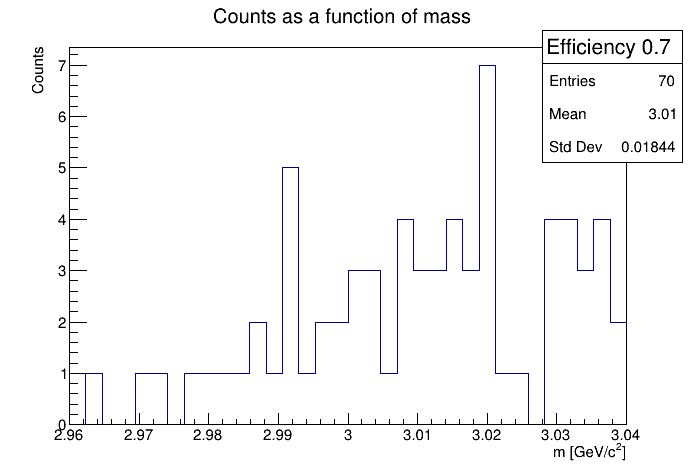 Counts as a function of mass
Counts
Efficiency 0.7
Entries 70
Mean 3.01
Std Dev 0.01844
7
6
5
4
3
2
1
0
2.96 2.97 2.98 2.99 3 3.01 3.02 3.03 3.04
m [GeV/c²]